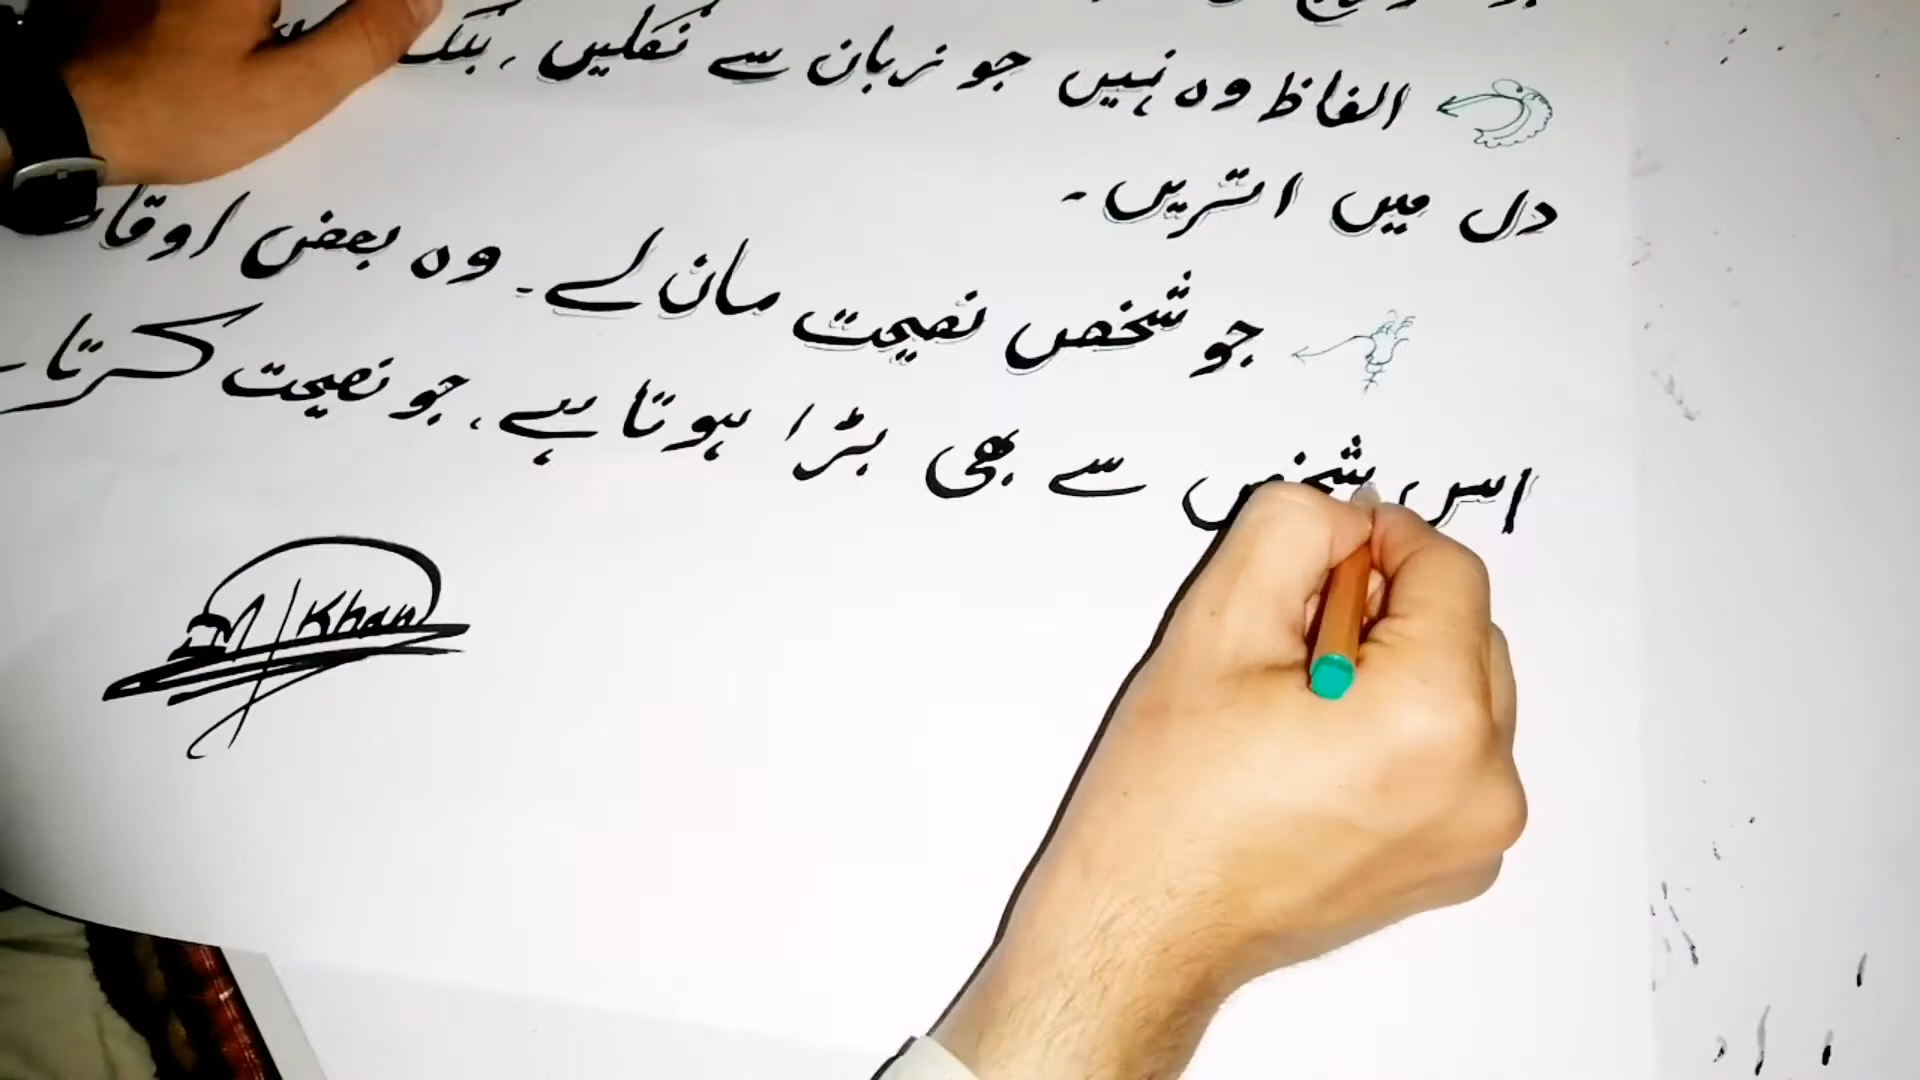 الفاظ وہ نہیں جو زبان سے نکلیں، بلکہ
دل میں اتریں۔
جو شخص نصیحت مان لے۔ وہ بعض اوقات
اس شخص سے بھی بڑا ہوتا ہے، جو نصیحت کرتا
Khan